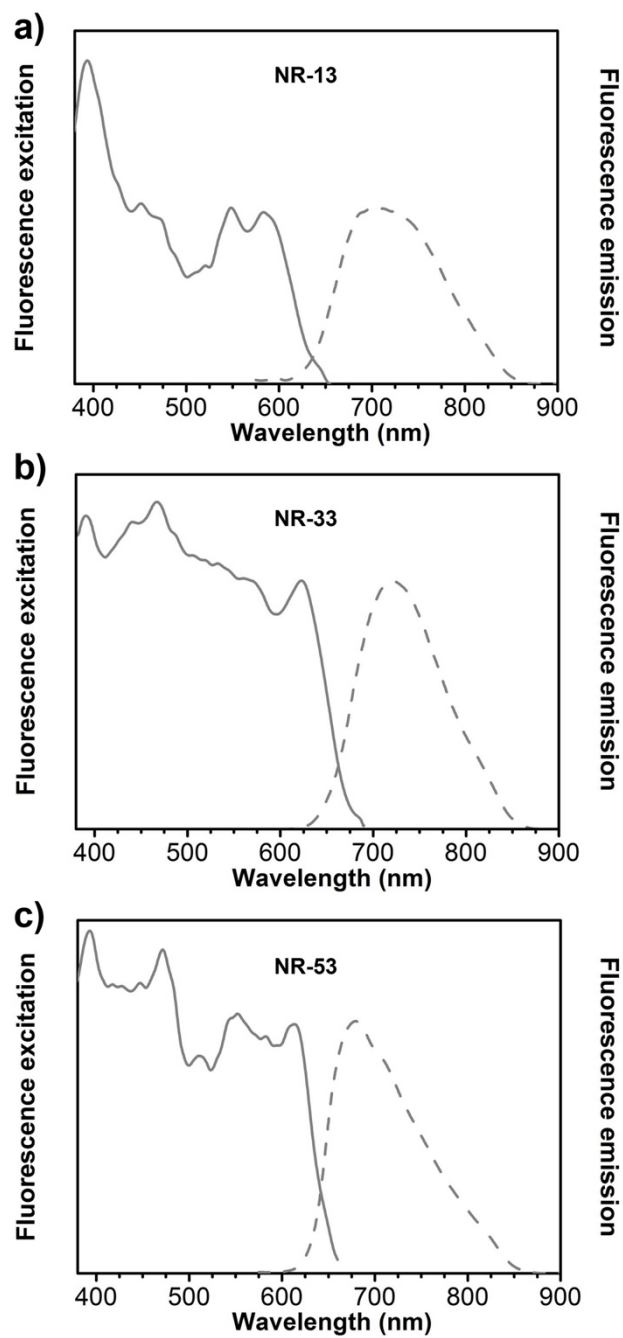 a)
NR-13
Fluorescence excitation
Fluorescence emission
400 500 600 700 800 900
Wavelength (nm)
b)
NR-33
Fluorescence excitation
Fluorescence emission
400 500 600 700 800 900
Wavelength (nm)
c)
NR-53
Fluorescence excitation
Fluorescence emission
400 500 600 700 800 900
Wavelength (nm)